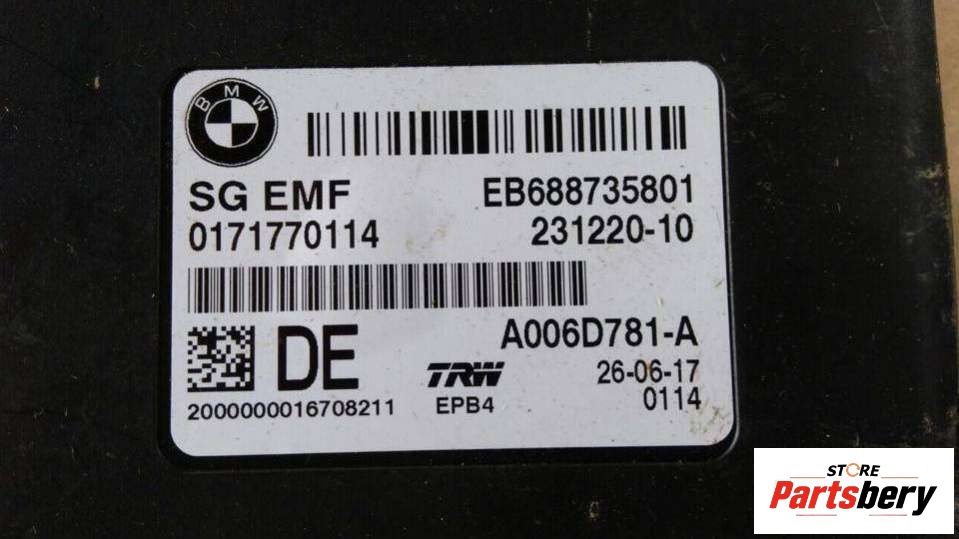 BMW
SG EMF EB688735801
0171770114 231220-10
DE A006D781-A
TRW 26-06-17
2000000016708211 EPB4 0114
STORE
Partsbery